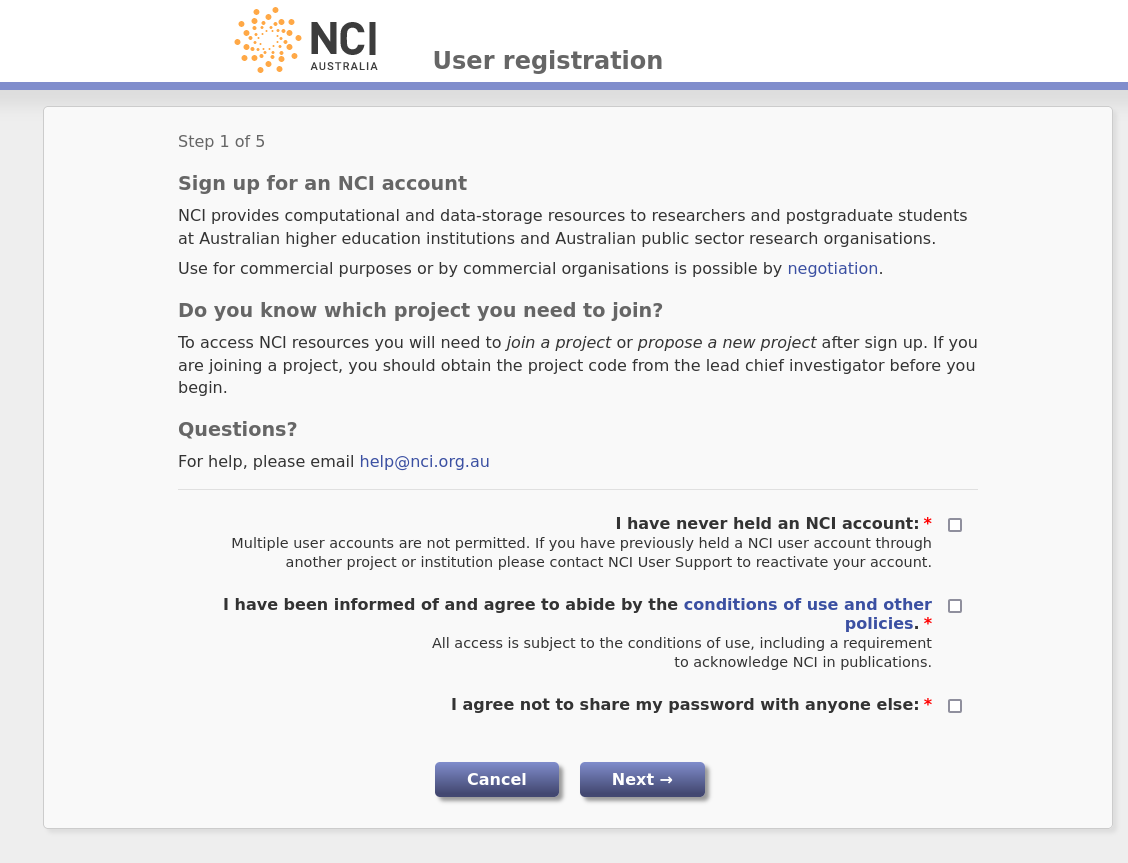 NCI
AUSTRALIA
User registration
Step 1 of 5
Sign up for an NCI account
NCI provides computational and data-storage resources to researchers and postgraduate students
at Australian higher education institutions and Australian public sector research organisations.
Use for commercial purposes or by commercial organisations is possible by negotiation.
Do you know which project you need to join?
To access NCI resources you will need to join a project or propose a new project after sign up. If you
are joining a project, you should obtain the project code from the lead chief investigator before you
begin.
Questions?
For help, please email help@nci.org.au
I have never held an NCI account: *
Multiple user accounts are not permitted. If you have previously held a NCI user account through
another project or institution please contact NCI User Support to reactivate your account.
I have been informed of and agree to abide by the conditions of use and other
policies. *
All access is subject to the conditions of use, including a requirement
to acknowledge NCI in publications.
I agree not to share my password with anyone else: *
Cancel
Next →